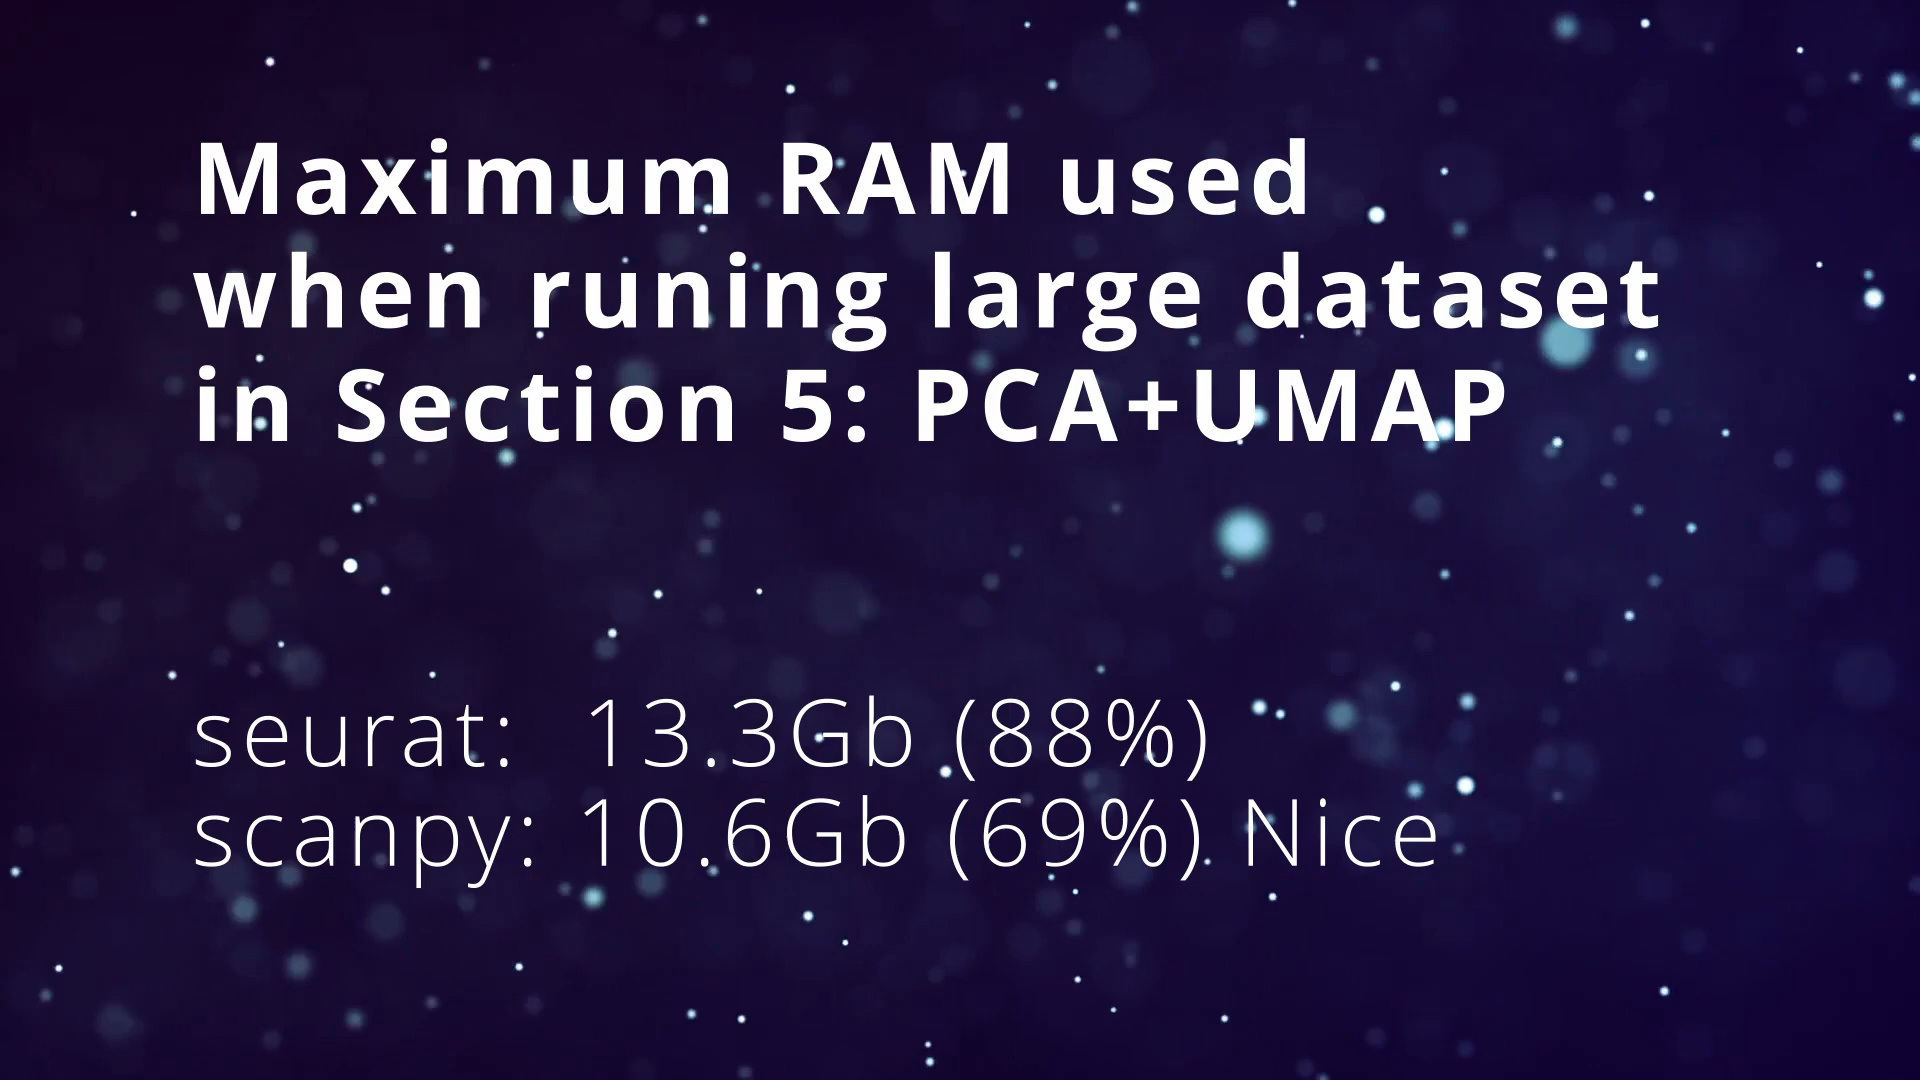 Maximum RAM used
when runing large dataset
in Section 5: PCA+UMAP
seurat: 13.3Gb (88%)
scanpy: 10.6Gb (69%) Nice